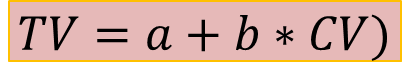 TV = a + b * CV)